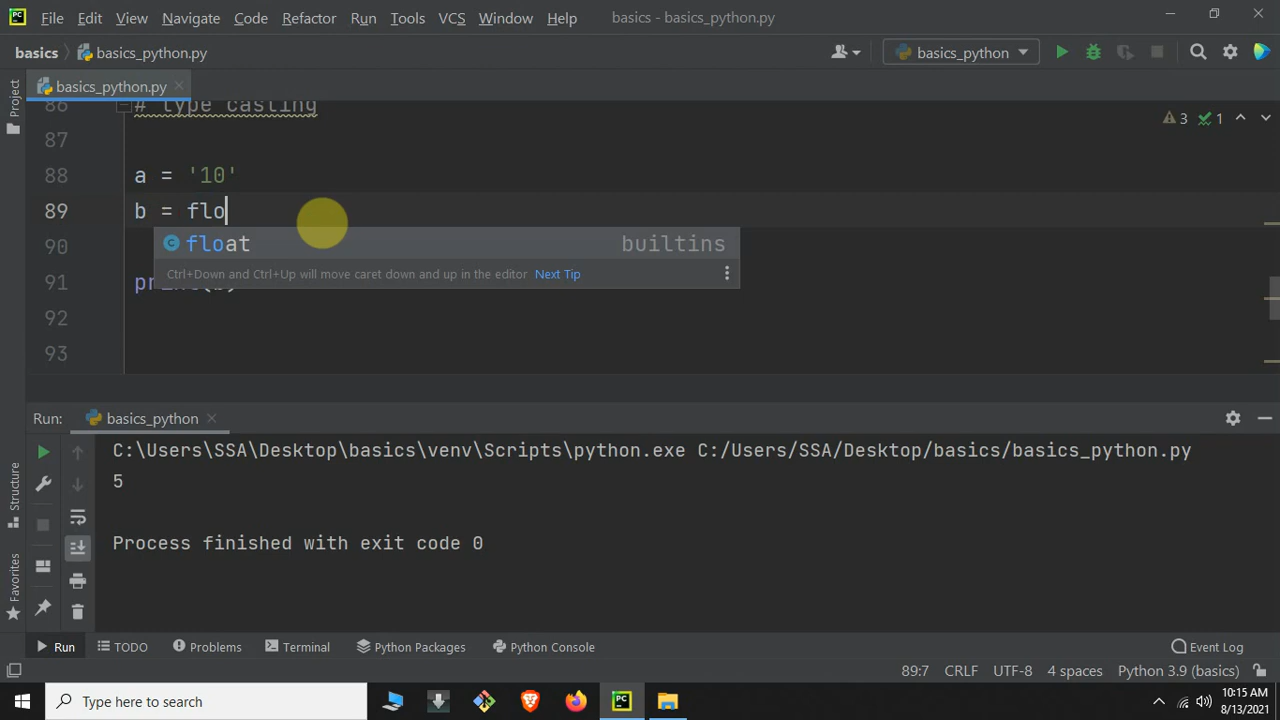 File Edit View Navigate Code Refactor Run Tools VCS Window Help basics - basics_python.py
basics basics_python.py basics_python
basics_python.py
Project
86 # type casting
3 1
87
88 a = '10'
89 b = flo
90 float builtins
Ctrl+Down and Ctrl+Up will move caret down and up in the editor Next Tip
91
92
93
Run: basics_python
C:\Users\SSA\Desktop\basics\venv\Scripts\python.exe C:/Users/SSA/Desktop/basics/basics_python.py
5
Process finished with exit code 0
Structure
Favorites
Run TODO Problems Terminal Python Packages Python Console Event Log
89:7 CRLF UTF-8 4 spaces Python 3.9 (basics)
Type here to search
10:15 AM
8/13/2021